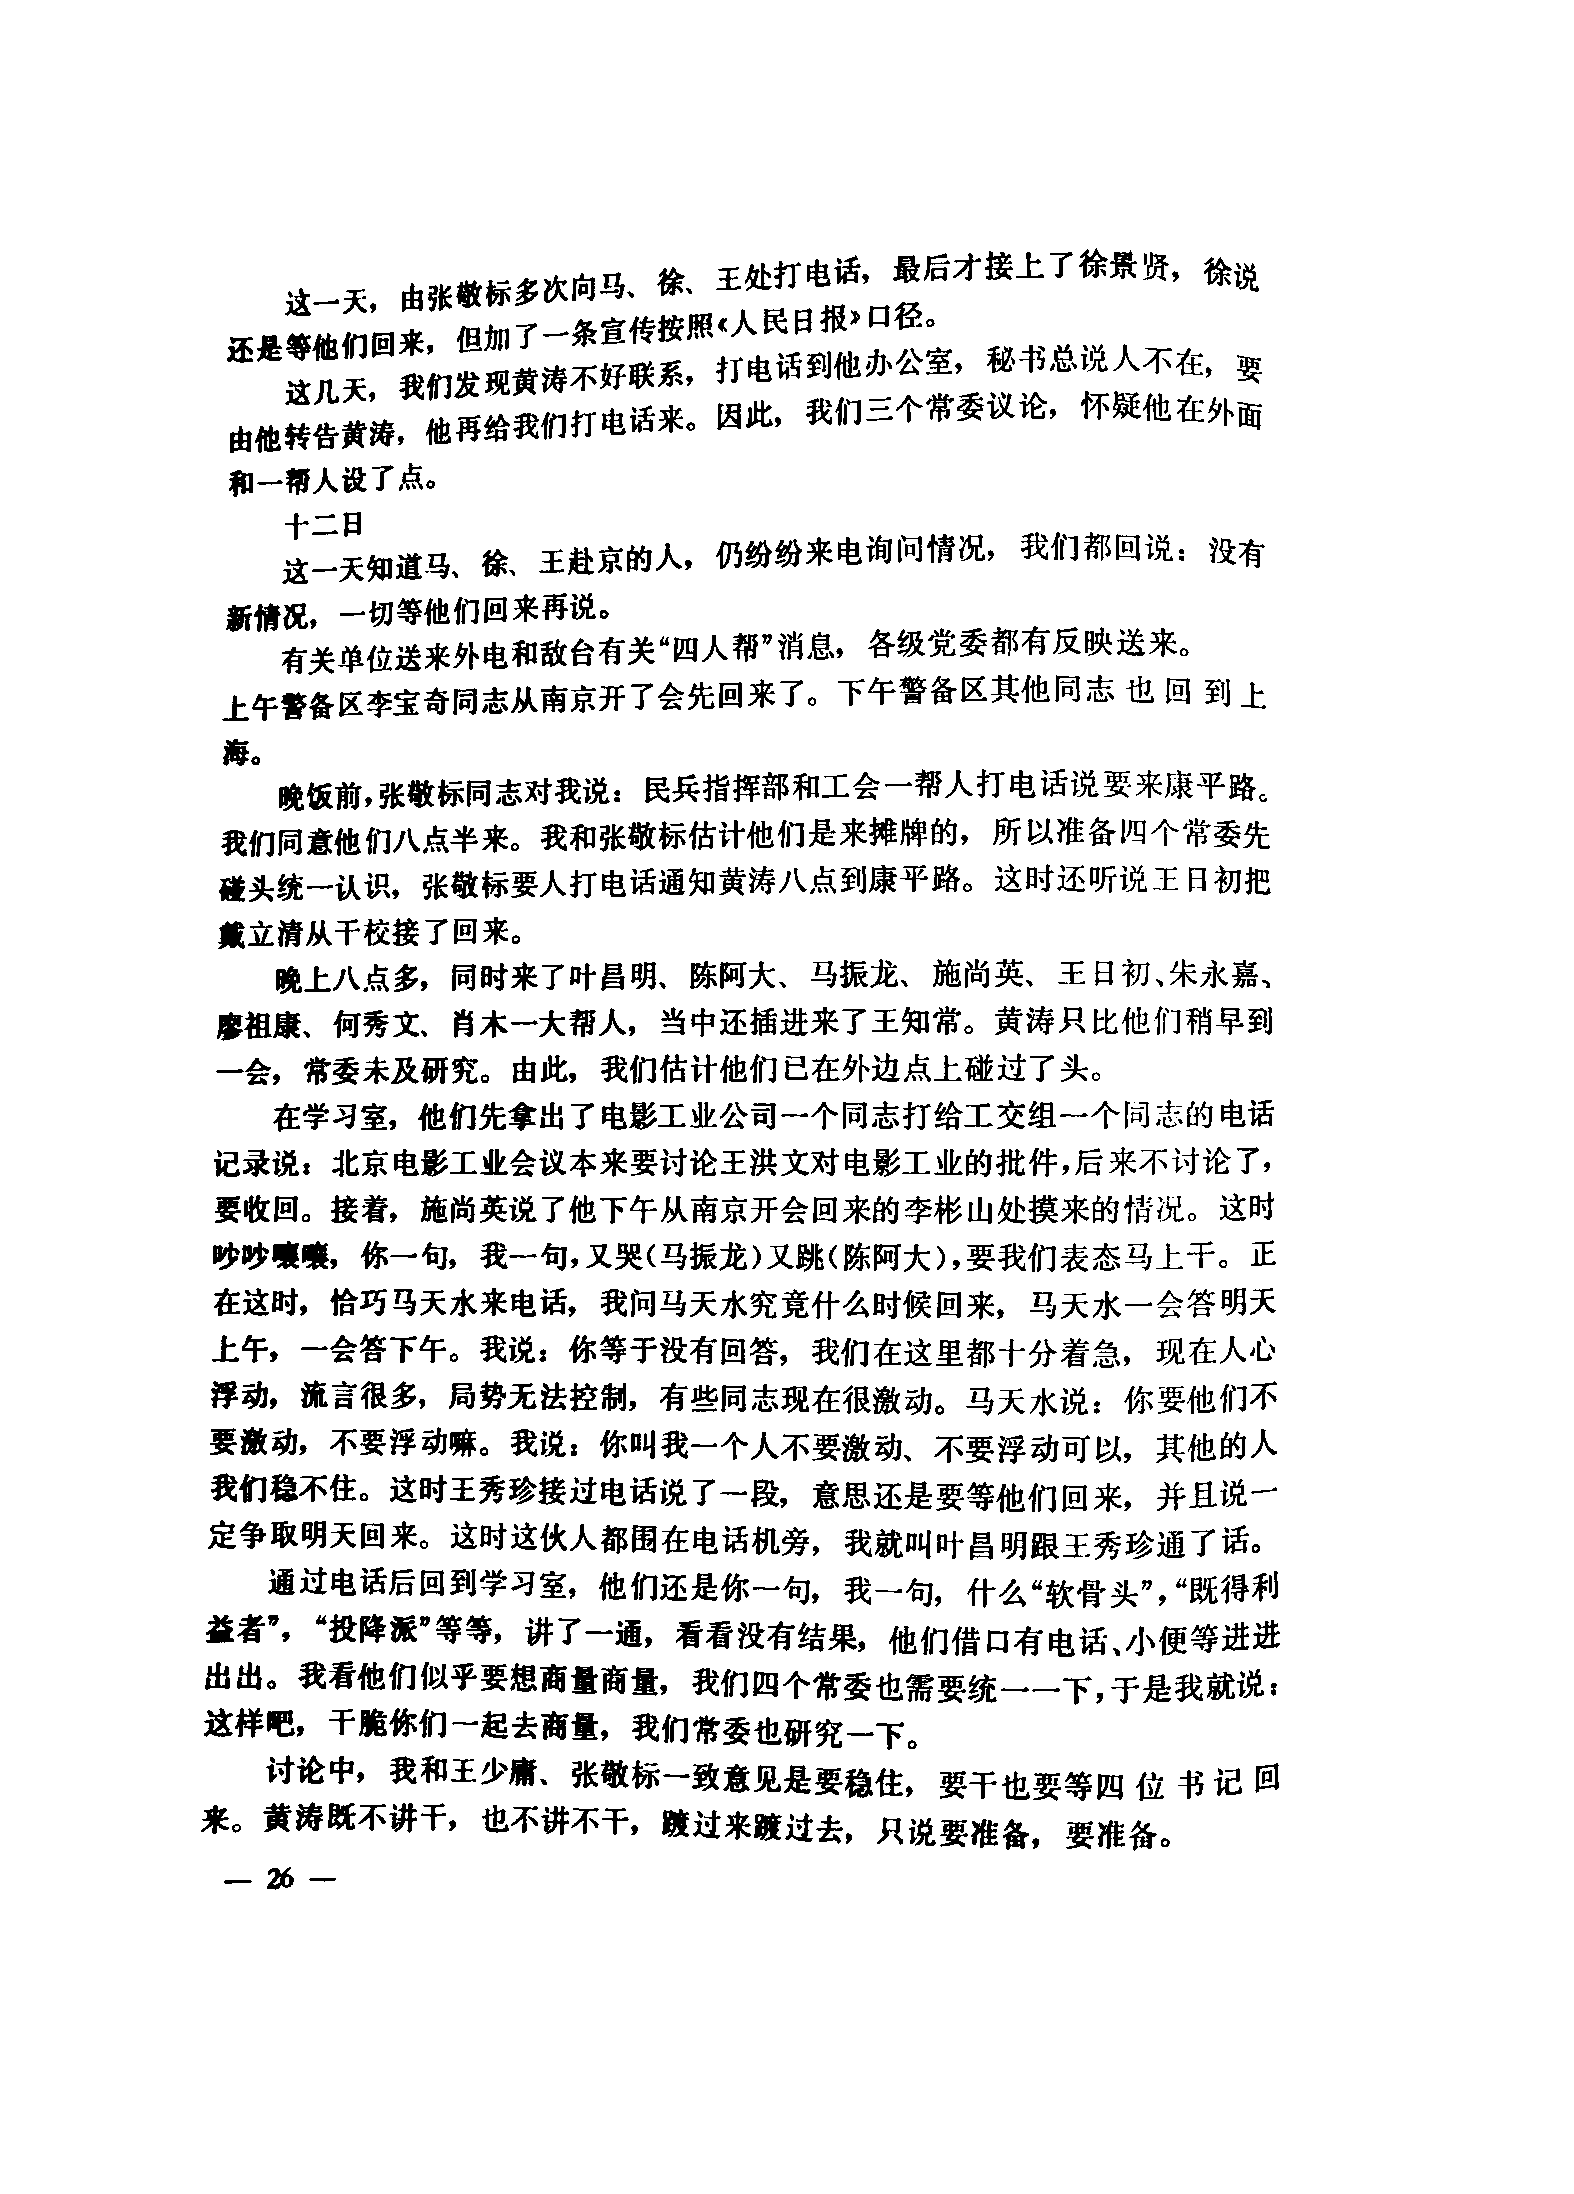 这一天，由张敬标多次向马、徐、王处打电话，最后才接上了徐景贤，徐说
还是等他们回来，但加了一条宣传按照《人民日报》口径。
这几天，我们发现黄涛不好联系，打电话到他办公室，秘书总说人不在，要
由他转告黄涛，他再给我们打电话来。因此，我们三个常委议论，怀疑他在外面
和一帮人设了点。
十二日
这一天知道马、徐、王赴京的人，仍纷纷来电询问情况，我们都回说：没有
新情况，一切等他们回来再说。
有关单位送来外电和敌台有关“四人帮”消息，各级党委都有反映送来。
上午警备区李宝奇同志从南京开了会先回来了。下午警备区其他同志也回到上
海。
晚饭前，张敬标同志对我说：民兵指挥部和工会一帮人打电话说要来康平路。
我们同意他们八点半来。我和张敬标估计他们是来摊牌的，所以准备四个常委先
碰头统一认识，张敬标要人打电话通知黄涛八点到康平路。这时还听说王日初把
戴立清从干校接了回来。
晚上八点多，同时来了叶昌明、陈阿大、马振龙、施尚英、王日初、朱永嘉、
廖祖康、何秀文、肖木一大帮人，当中还插进来了王知常。黄涛只比他们稍早到
一会，常委未及研究。由此，我们估计他们已在外边点上碰过了头。
在学习室，他们先拿出了电影工业公司一个同志打给工交组一个同志的电话
记录说：北京电影工业会议本来要讨论王洪文对电影工业的批件，后来不讨论了，
要收回。接着，施尚英说了他下午从南京开会回来的李彬山处摸来的情况。这时
吵吵嚷嚷，你一句，我一句，又哭（马振龙）又跳（陈阿大），要我们表态马上干。正
在这时，恰巧马天水来电话，我问马天水究竟什么时候回来，马天水一会答明天
上午，一会答下午。我说：你等于没有回答，我们在这里都十分着急，现在人心
浮动，流言很多，局势无法控制，有些同志现在很激动。马天水说：你要他们不
要激动，不要浮动嘛。我说：你叫我一个人不要激动、不要浮动可以，其他的人
我们稳不住。这时王秀珍接过电话说了一段，意思还是要等他们回来，并且说一
定争取明天回来。这时这伙人都围在电话机旁，我就叫叶昌明跟王秀珍通了话。
通过电话后回到学习室，他们还是你一句，我一句，什么“软骨头”，“既得利
益者”，“投降派”等等，讲了一通，看看没有结果，他们借口有电话、小便等进进
出出。我看他们似乎要想商量商量，我们四个常委也需要统一一下，于是我就说：
这样吧，干脆你们一起去商量，我们常委也研究一下。
讨论中，我和王少庸、张敬标一致意见是要稳住，要干也要等四位书记回
来。黄涛既不讲干，也不讲不干，踱过来踱过去，只说要准备，要准备。
— 26 —